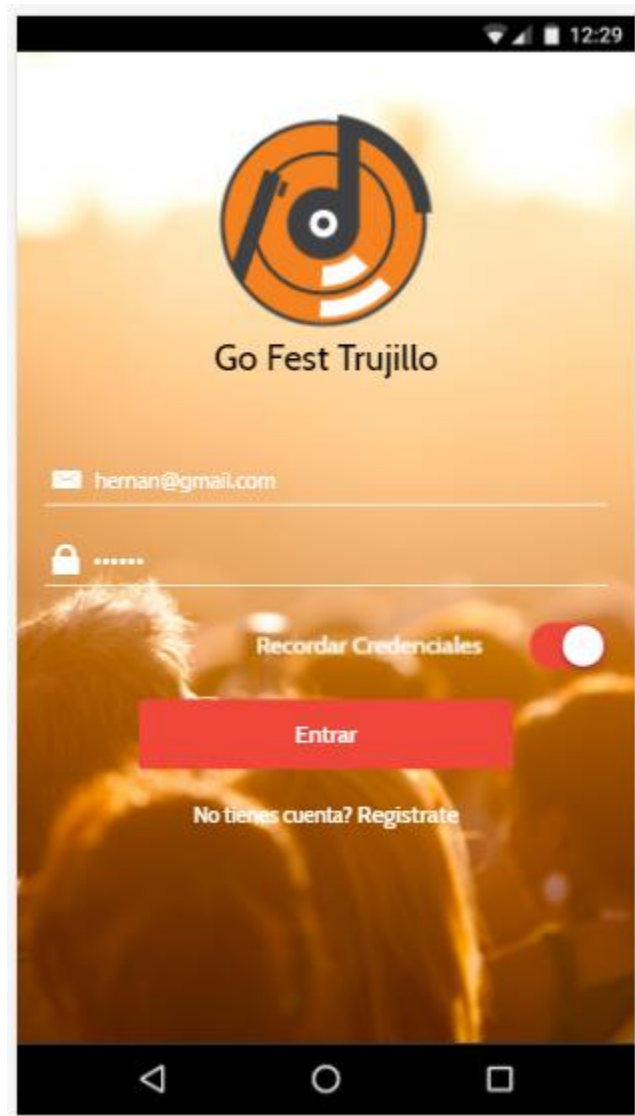 12:29
Go Fest Trujillo
hernan@gmail.com
••••••
Recordar Credenciales
Entrar
No tienes cuenta? Registrate